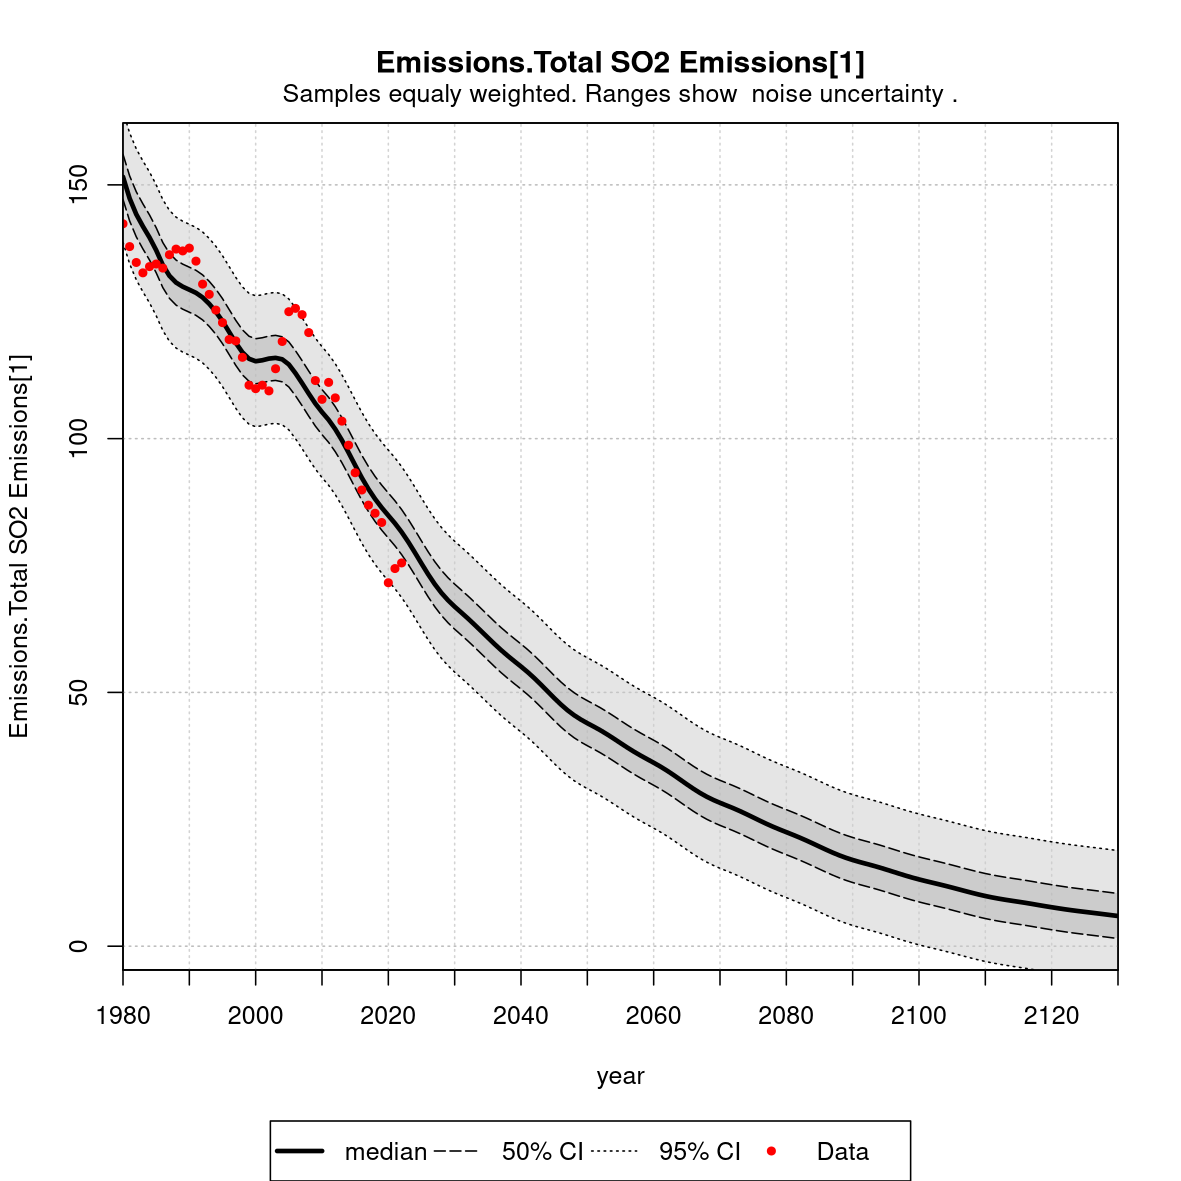 Emissions.Total SO2 Emissions[1]
Samples equaly weighted. Ranges show  noise uncertainty .
Emissions.Total SO2 Emissions[1]
150
100
50
0
1980 2000 2020 2040 2060 2080 2100 2120
year
median 50% CI 95% CI Data